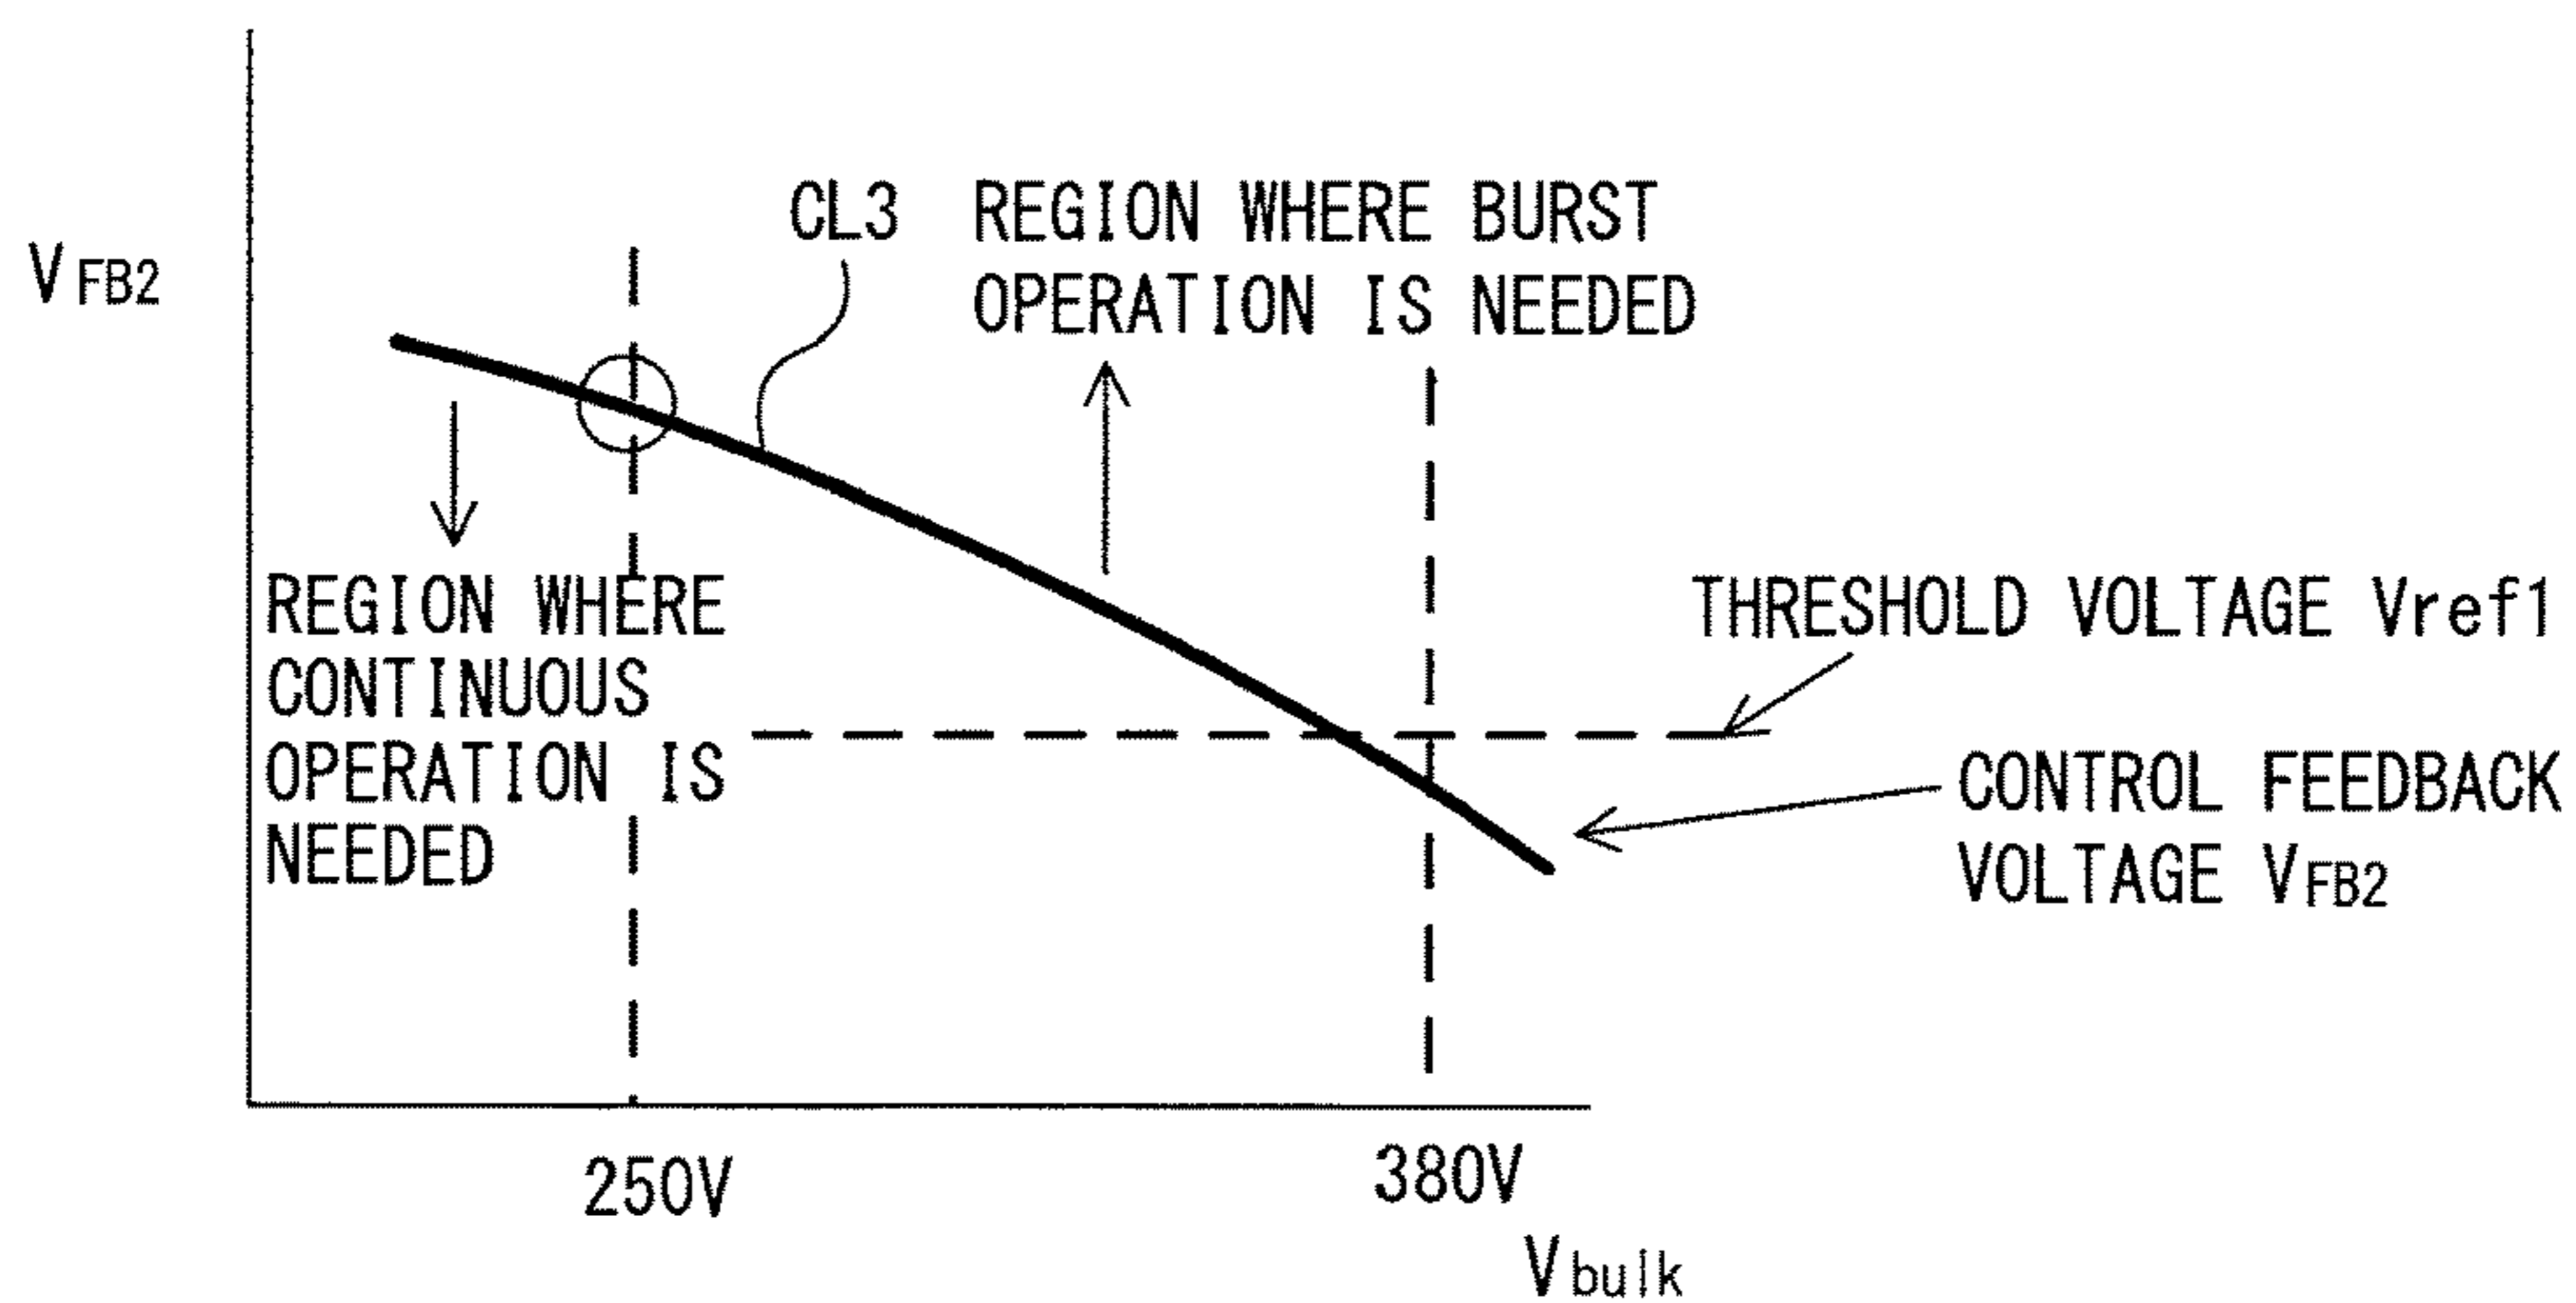 CL3
REGION WHERE BURST
OPERATION IS NEEDED
VFB2
REGION WHERE
CONTINUOUS
OPERATION IS
NEEDED
THRESHOLD VOLTAGE Vref1
CONTROL FEEDBACK
VOLTAGE VFB2
250V
380V
Vbulk